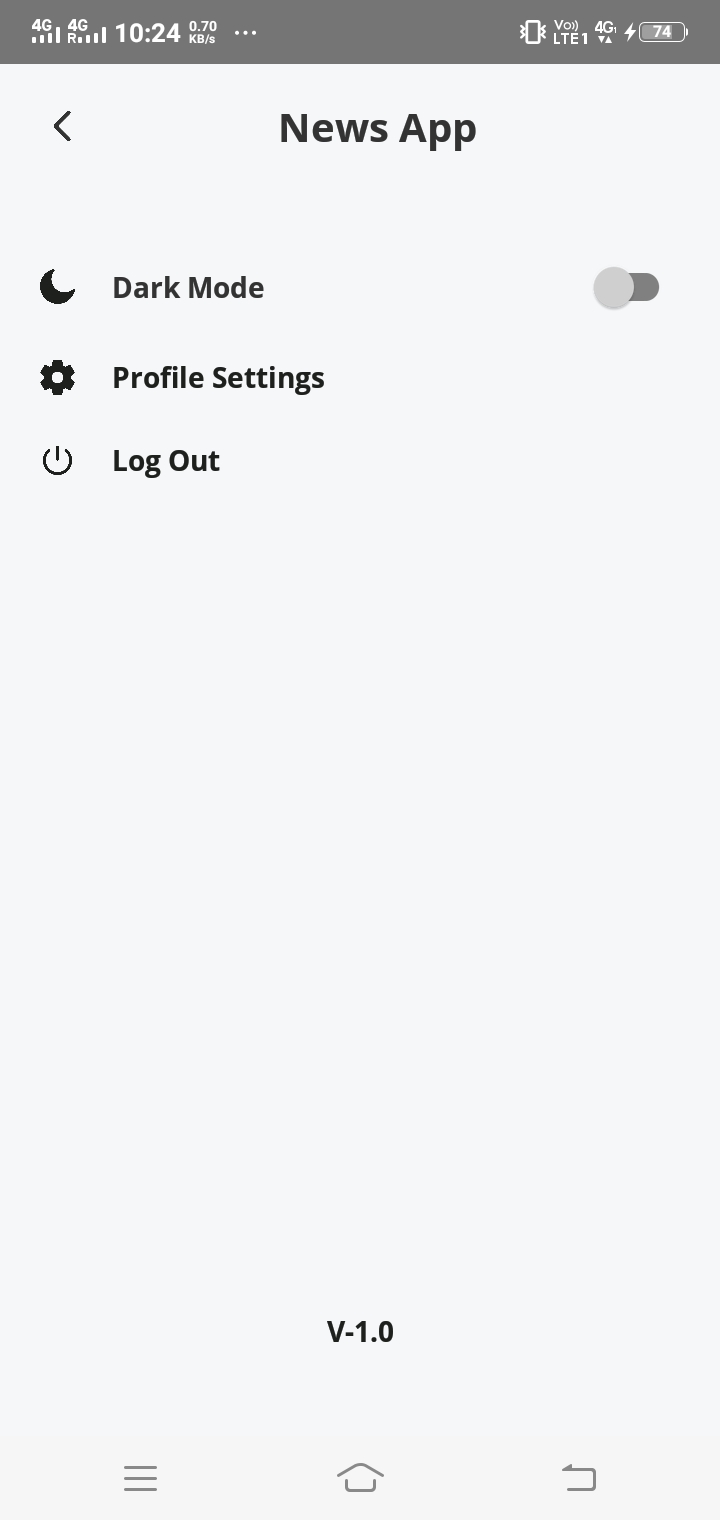 4G 4G R 10:24 0.70 KB/s ... Vo)) LTE1 4G 74
News App
Dark Mode
Profile Settings
Log Out
V-1.0